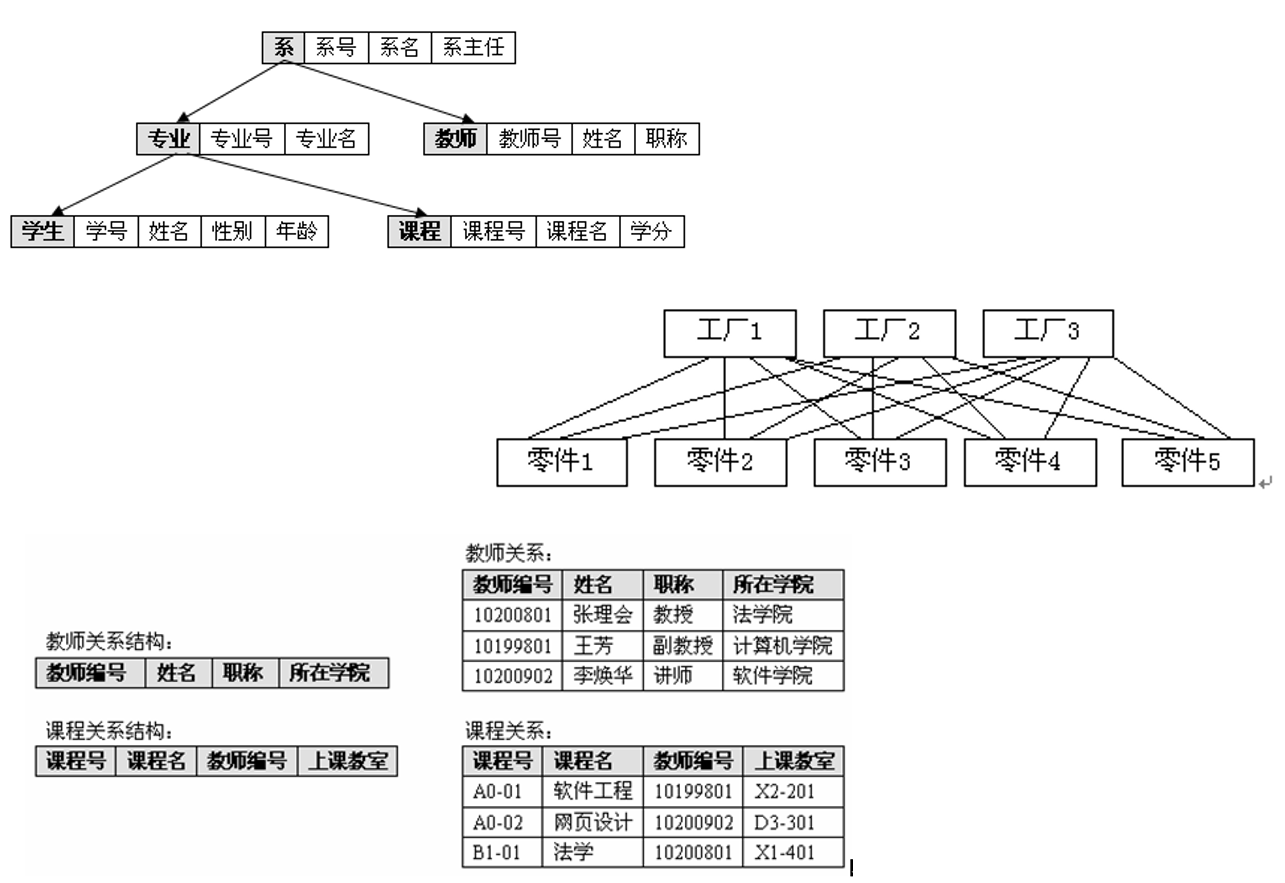 系 系号 系名 系主任
专业 专业号 专业名
教师 教师号 姓名 职称
学生 学号 姓名 性别 年龄
课程 课程号 课程名 学分
工厂1 工厂2 工厂3
零件1 零件2 零件3 零件4 零件5
教师关系结构：
教师编号 姓名 职称 所在学院
课程关系结构：
课程号 课程名 教师编号 上课教室
教师关系：
教师编号 姓名 职称 所在学院
10200801 张理会 教授 法学院
10199801 王芳 副教授 计算机学院
10200902 李焕华 讲师 软件学院
课程关系：
课程号 课程名 教师编号 上课教室
A0-01 软件工程 10199801 X2-201
A0-02 网页设计 10200902 D3-301
B1-01 法学 10200801 X1-401